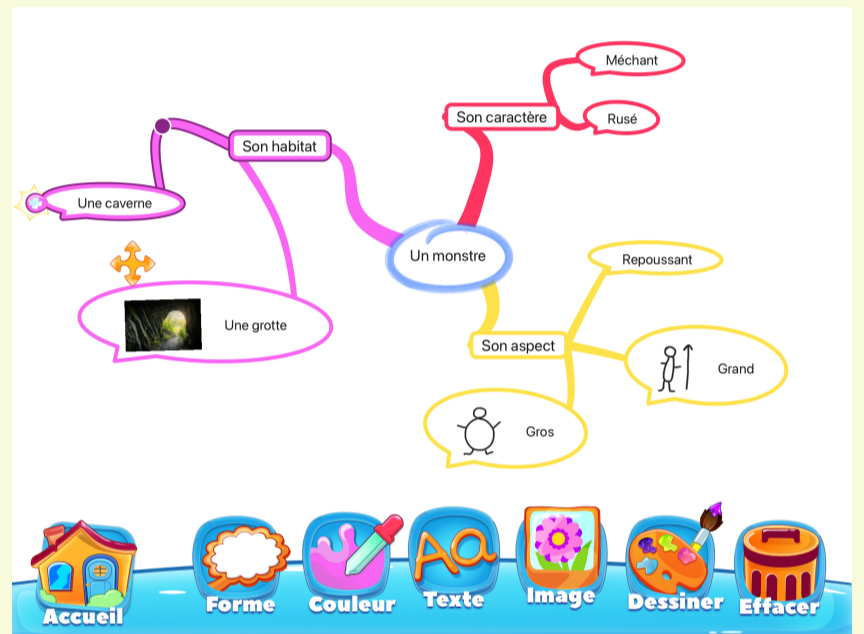 Méchant
Son caractère
Rusé
Son habitat
Une caverne
Un monstre
Repoussant
Une grotte
Son aspect
Grand
Gros
Accueil
Forme
Couleur
Texte
Image
Dessiner
Effacer